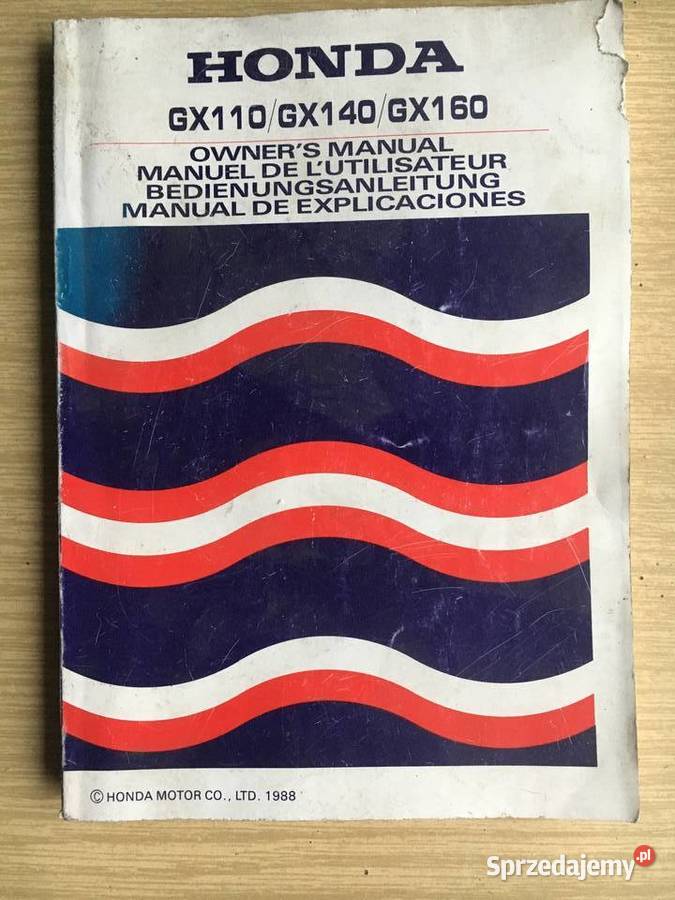 HONDA
GX110/GX140/GX160
OWNER'S MANUAL
MANUEL DE L'UTILISATEUR
BEDIENUNGSANLEITUNG
MANUAL DE EXPLICACIONES
© HONDA MOTOR CO., LTD. 1988
Sprzedajemy.pl